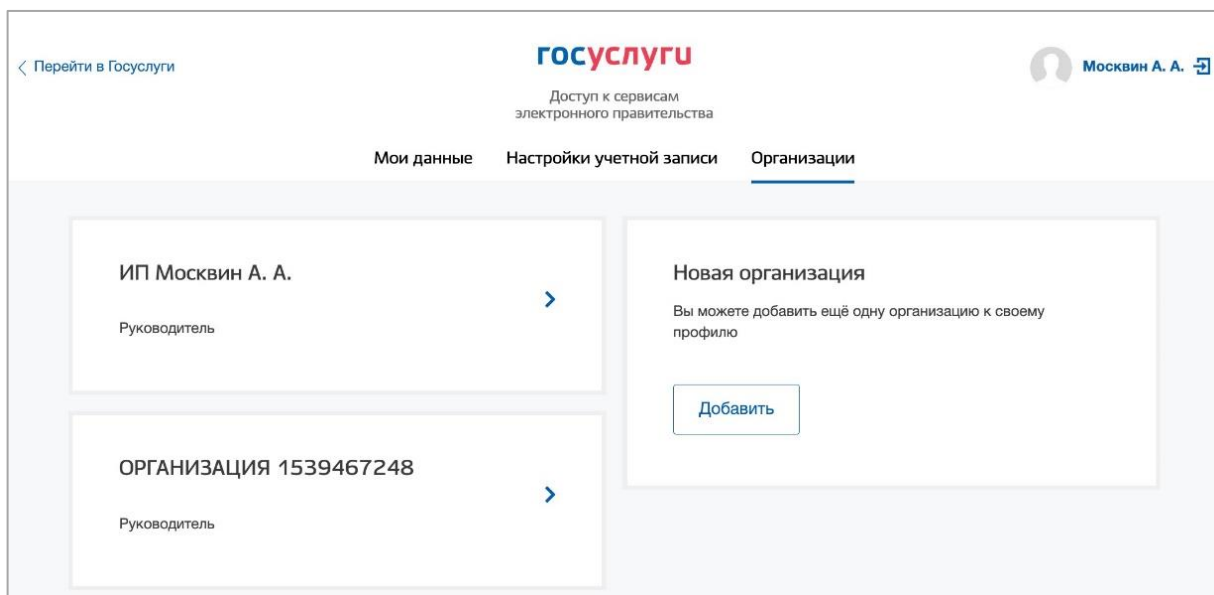 Перейти в Госуслуги
госуслуги
Москвин А. А.
Доступ к сервисам
электронного правительства
Мои данные
Настройки учетной записи
Организации
ИП Москвин А. А.
Руководитель
ОРГАНИЗАЦИЯ 1539467248
Руководитель
Новая организация
Вы можете добавить ещё одну организацию к своему
профилю
Добавить